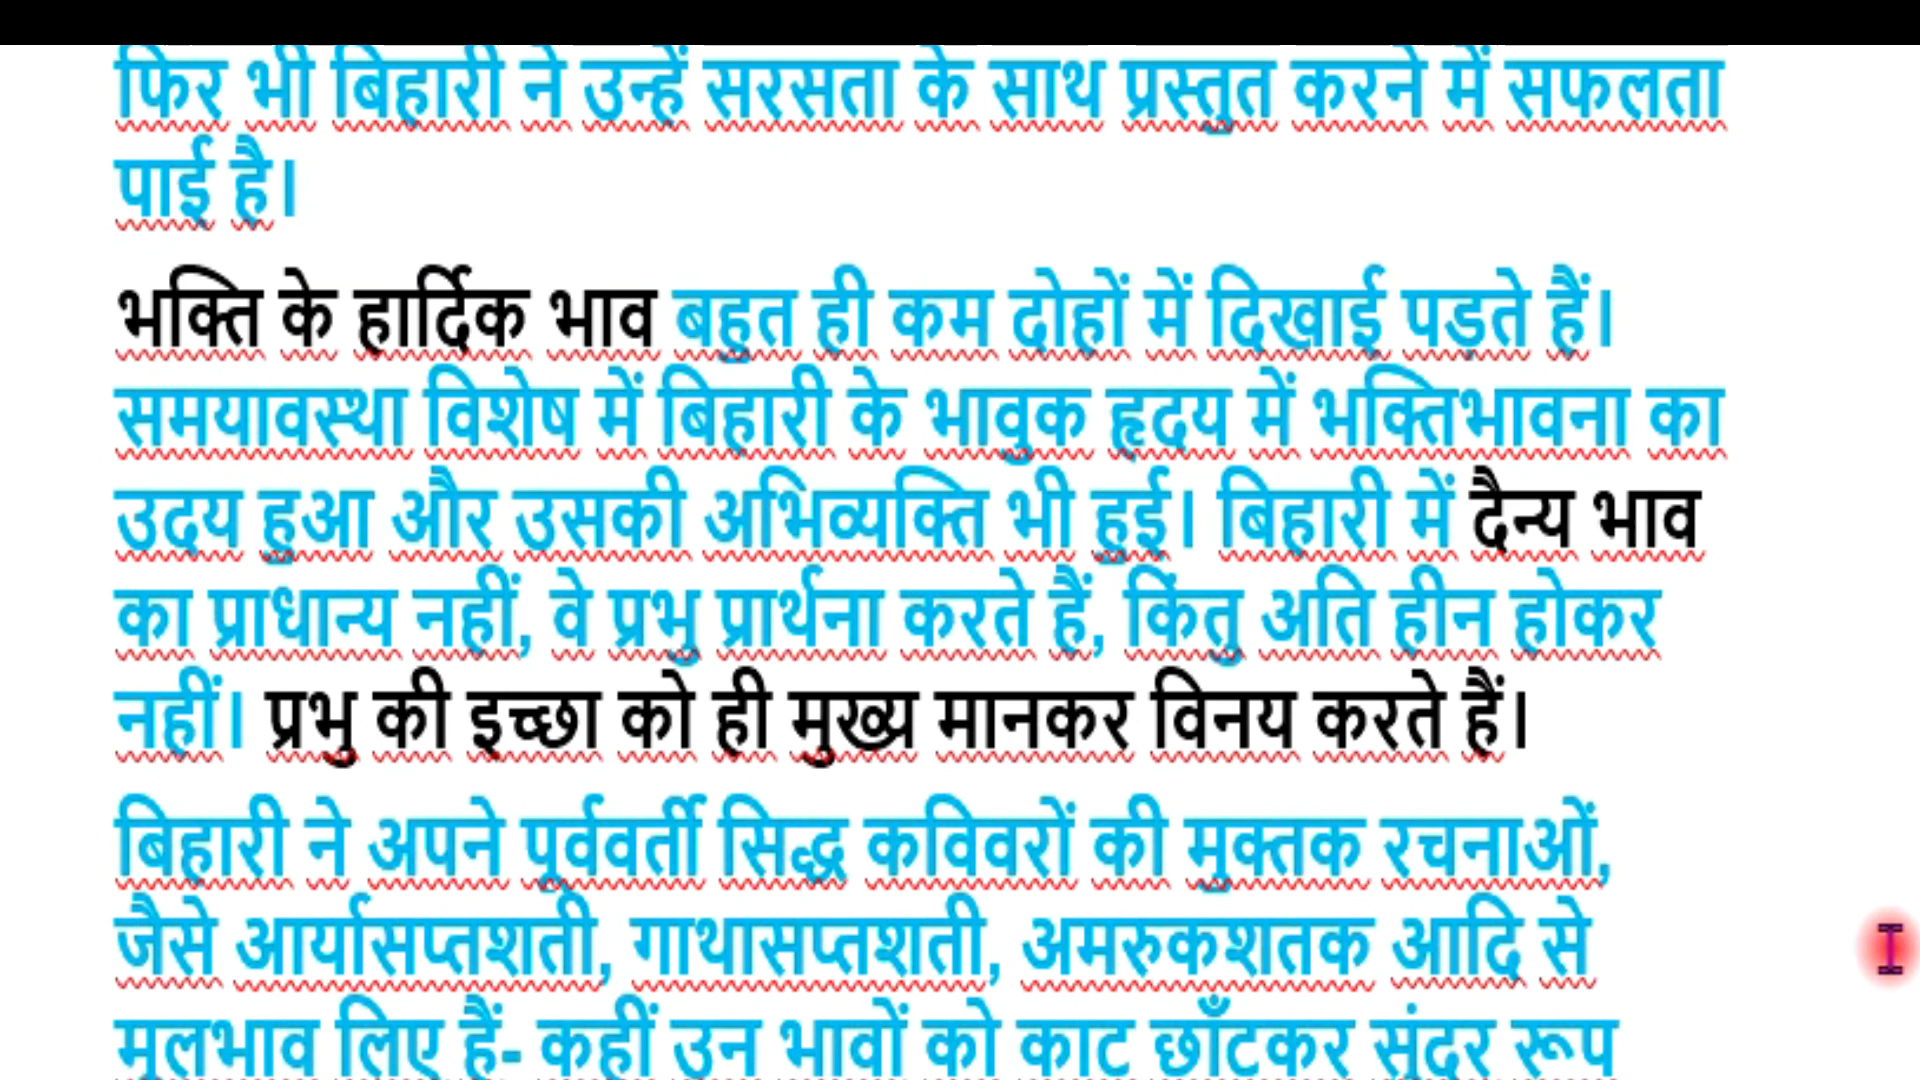 फिर भी बिहारी ने उन्हें सरसता के साथ प्रस्तुत करने में सफलता
पाई है।
भक्ति के हार्दिक भाव बहुत ही कम दोहों में दिखाई पड़ते हैं।
समयावस्था विशेष में बिहारी के भावुक हृदय में भक्तिभावना का
उदय हुआ और उसकी अभिव्यक्ति भी हुई। बिहारी में दैन्य भाव
का प्राधान्य नहीं, वे प्रभु प्रार्थना करते हैं, किंतु अति हीन होकर
नहीं। प्रभु की इच्छा को ही मुख्य मानकर विनय करते हैं।
बिहारी ने अपने पूर्ववर्ती सिद्ध कविवरों की मुक्तक रचनाओं,
जैसे आर्यासप्तशती, गाथासप्तशती, अमरुकशतक आदि से
मूलभाव लिए हैं- कहीं उन भावों को काट छाँटकर सुंदर रूप